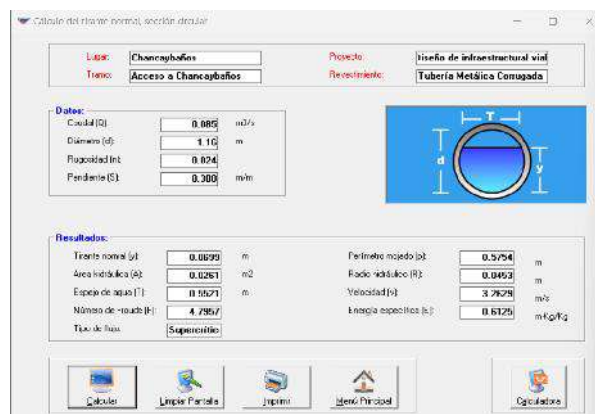 Cálculo del tirante normal, sección circular
Lugar: Chancaybaños Proyecto: Diseño de infraestructural vial
Tramo: Acceso a Chancaybaños Revestimiento: Tubería Metálica Corrugada
Datos:
Caudal (Q): 0.085 m3/s
Diámetro (d): 1.16 m
Rugosidad (n): 0.024
Pendiente (S): 0.300 m/m
T
d
y
Resultados:
Tirante normal (y): 0.0699 m Perímetro mojado (p): 0.5754 m
Area hidráulica (A): 0.0261 m2 Radio hidráulico (R): 0.0453 m
Espejo de agua (T): 0.5521 m Velocidad (v): 3.2629 m/s
Número de Froude (F): 4.7957 Energía específica (E): 0.6125 m-Kg/Kg
Tipo de flujo: Supercrític
Calcular Limpiar Pantalla Imprimir Menú Principal Calculadora